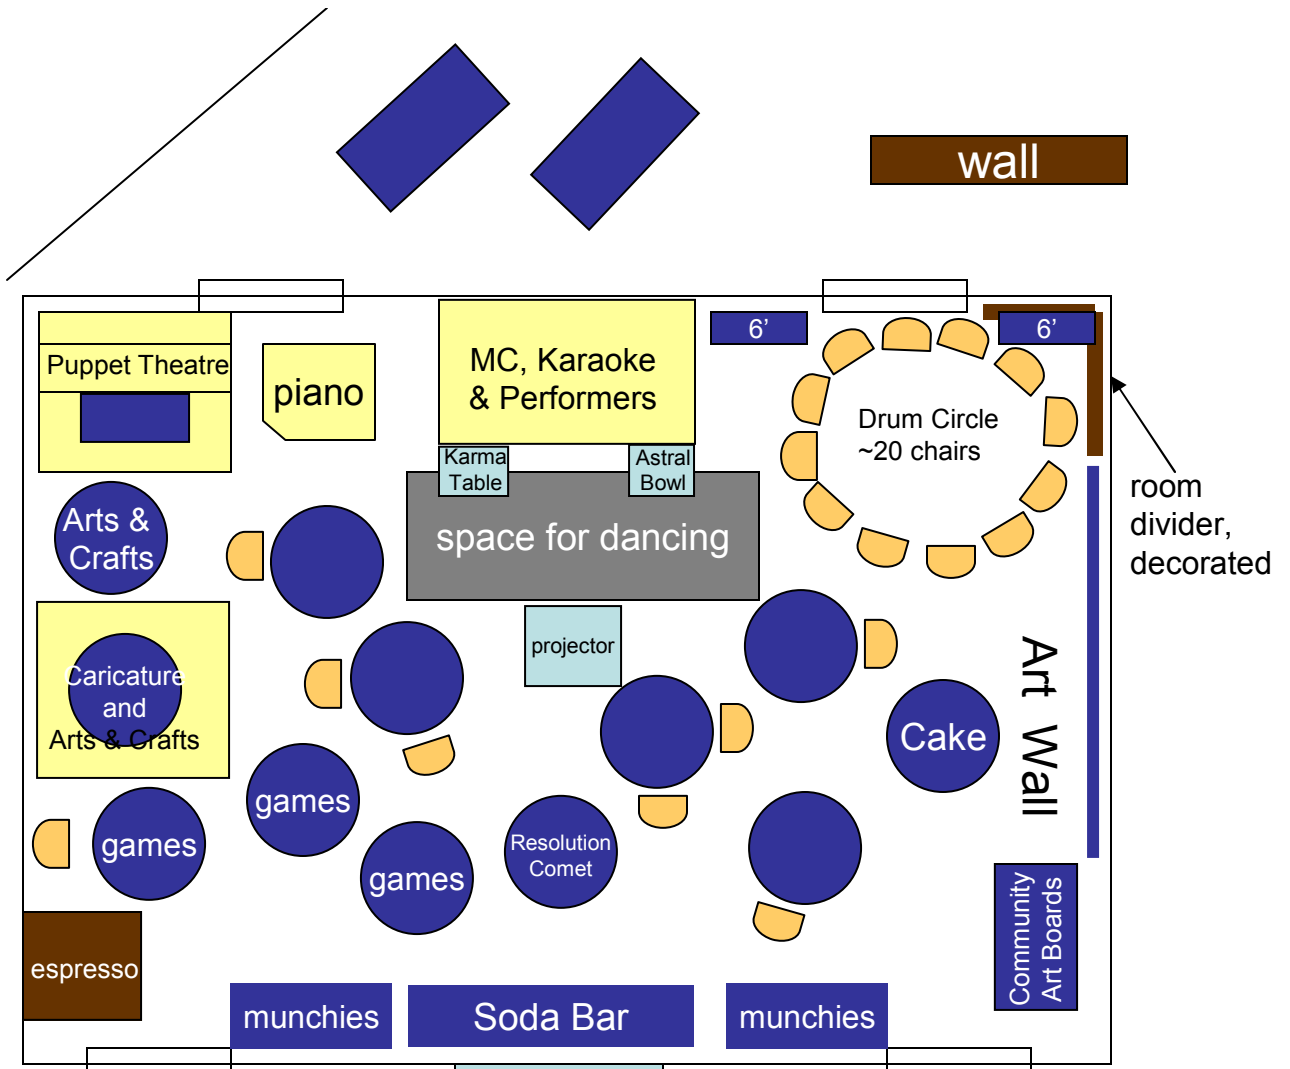 wall
6’
6’
Puppet Theatre
piano
MC, Karaoke
& Performers
Drum Circle
~20 chairs
Karma
Table
Astral
Bowl
room
divider,
decorated
Arts &
Crafts
space for dancing
projector
Caricature
and
Arts & Crafts
Art Wall
Cake
games
games
games
Resolution
Comet
Community
Art Boards
espresso
munchies
Soda Bar
munchies